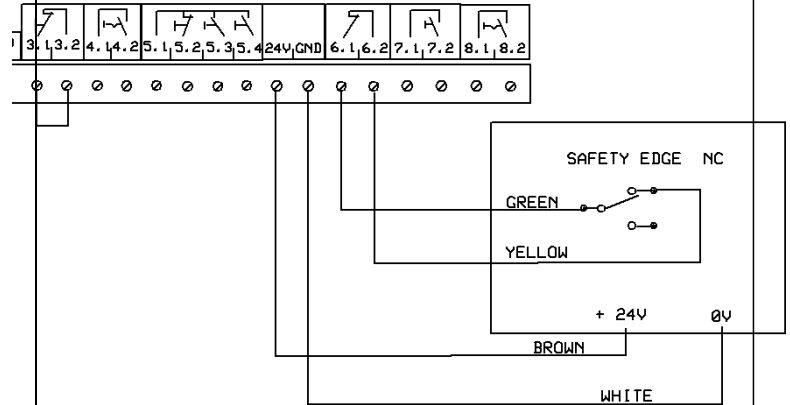 3.1 3.2 4.1 4.2 5.1 5.2 5.3 5.4 24V GND 6.1 6.2 7.1 7.2 8.1 8.2
SAFETY EDGE NC
GREEN
YELLOW
+ 24V 0V
BROWN
WHITE